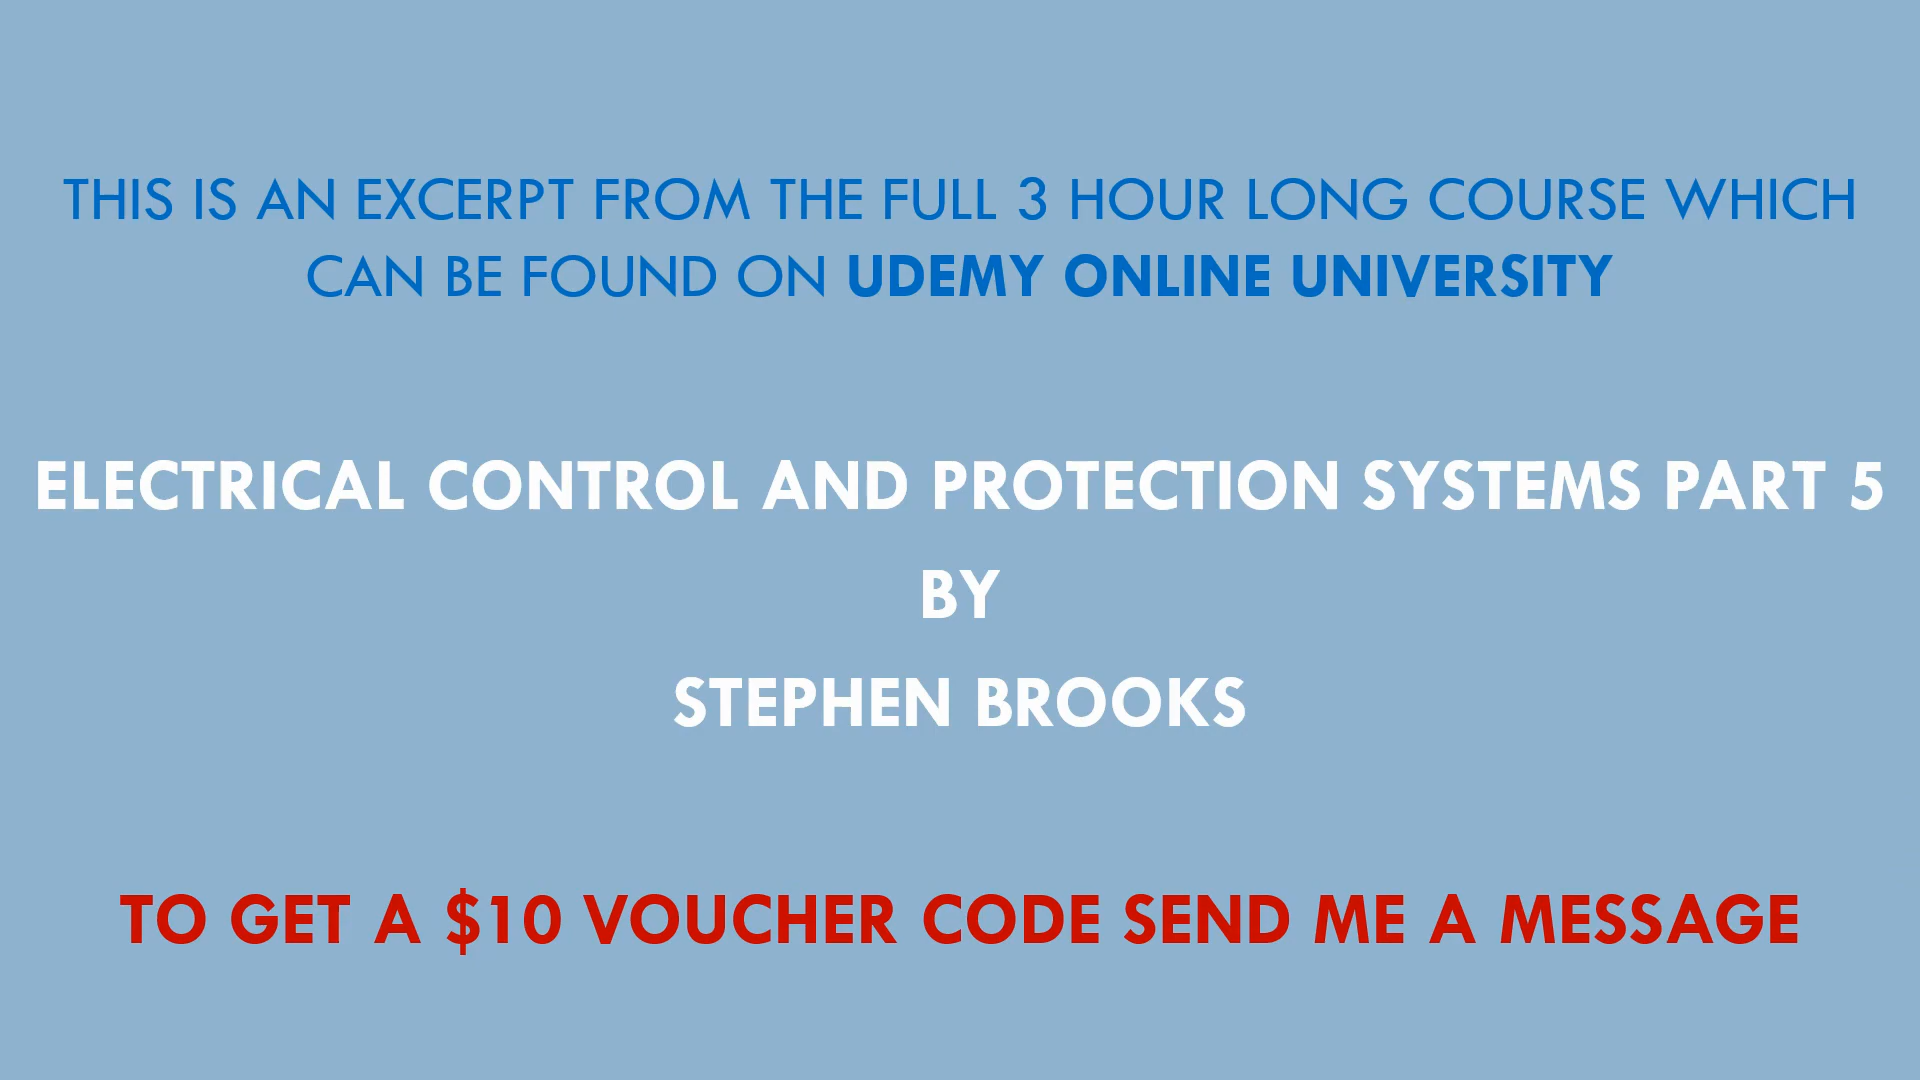 THIS IS AN EXCERPT FROM THE FULL 3 HOUR LONG COURSE WHICH
CAN BE FOUND ON UDEMY ONLINE UNIVERSITY
ELECTRICAL CONTROL AND PROTECTION SYSTEMS PART 5
BY
STEPHEN BROOKS
TO GET A $10 VOUCHER CODE SEND ME A MESSAGE